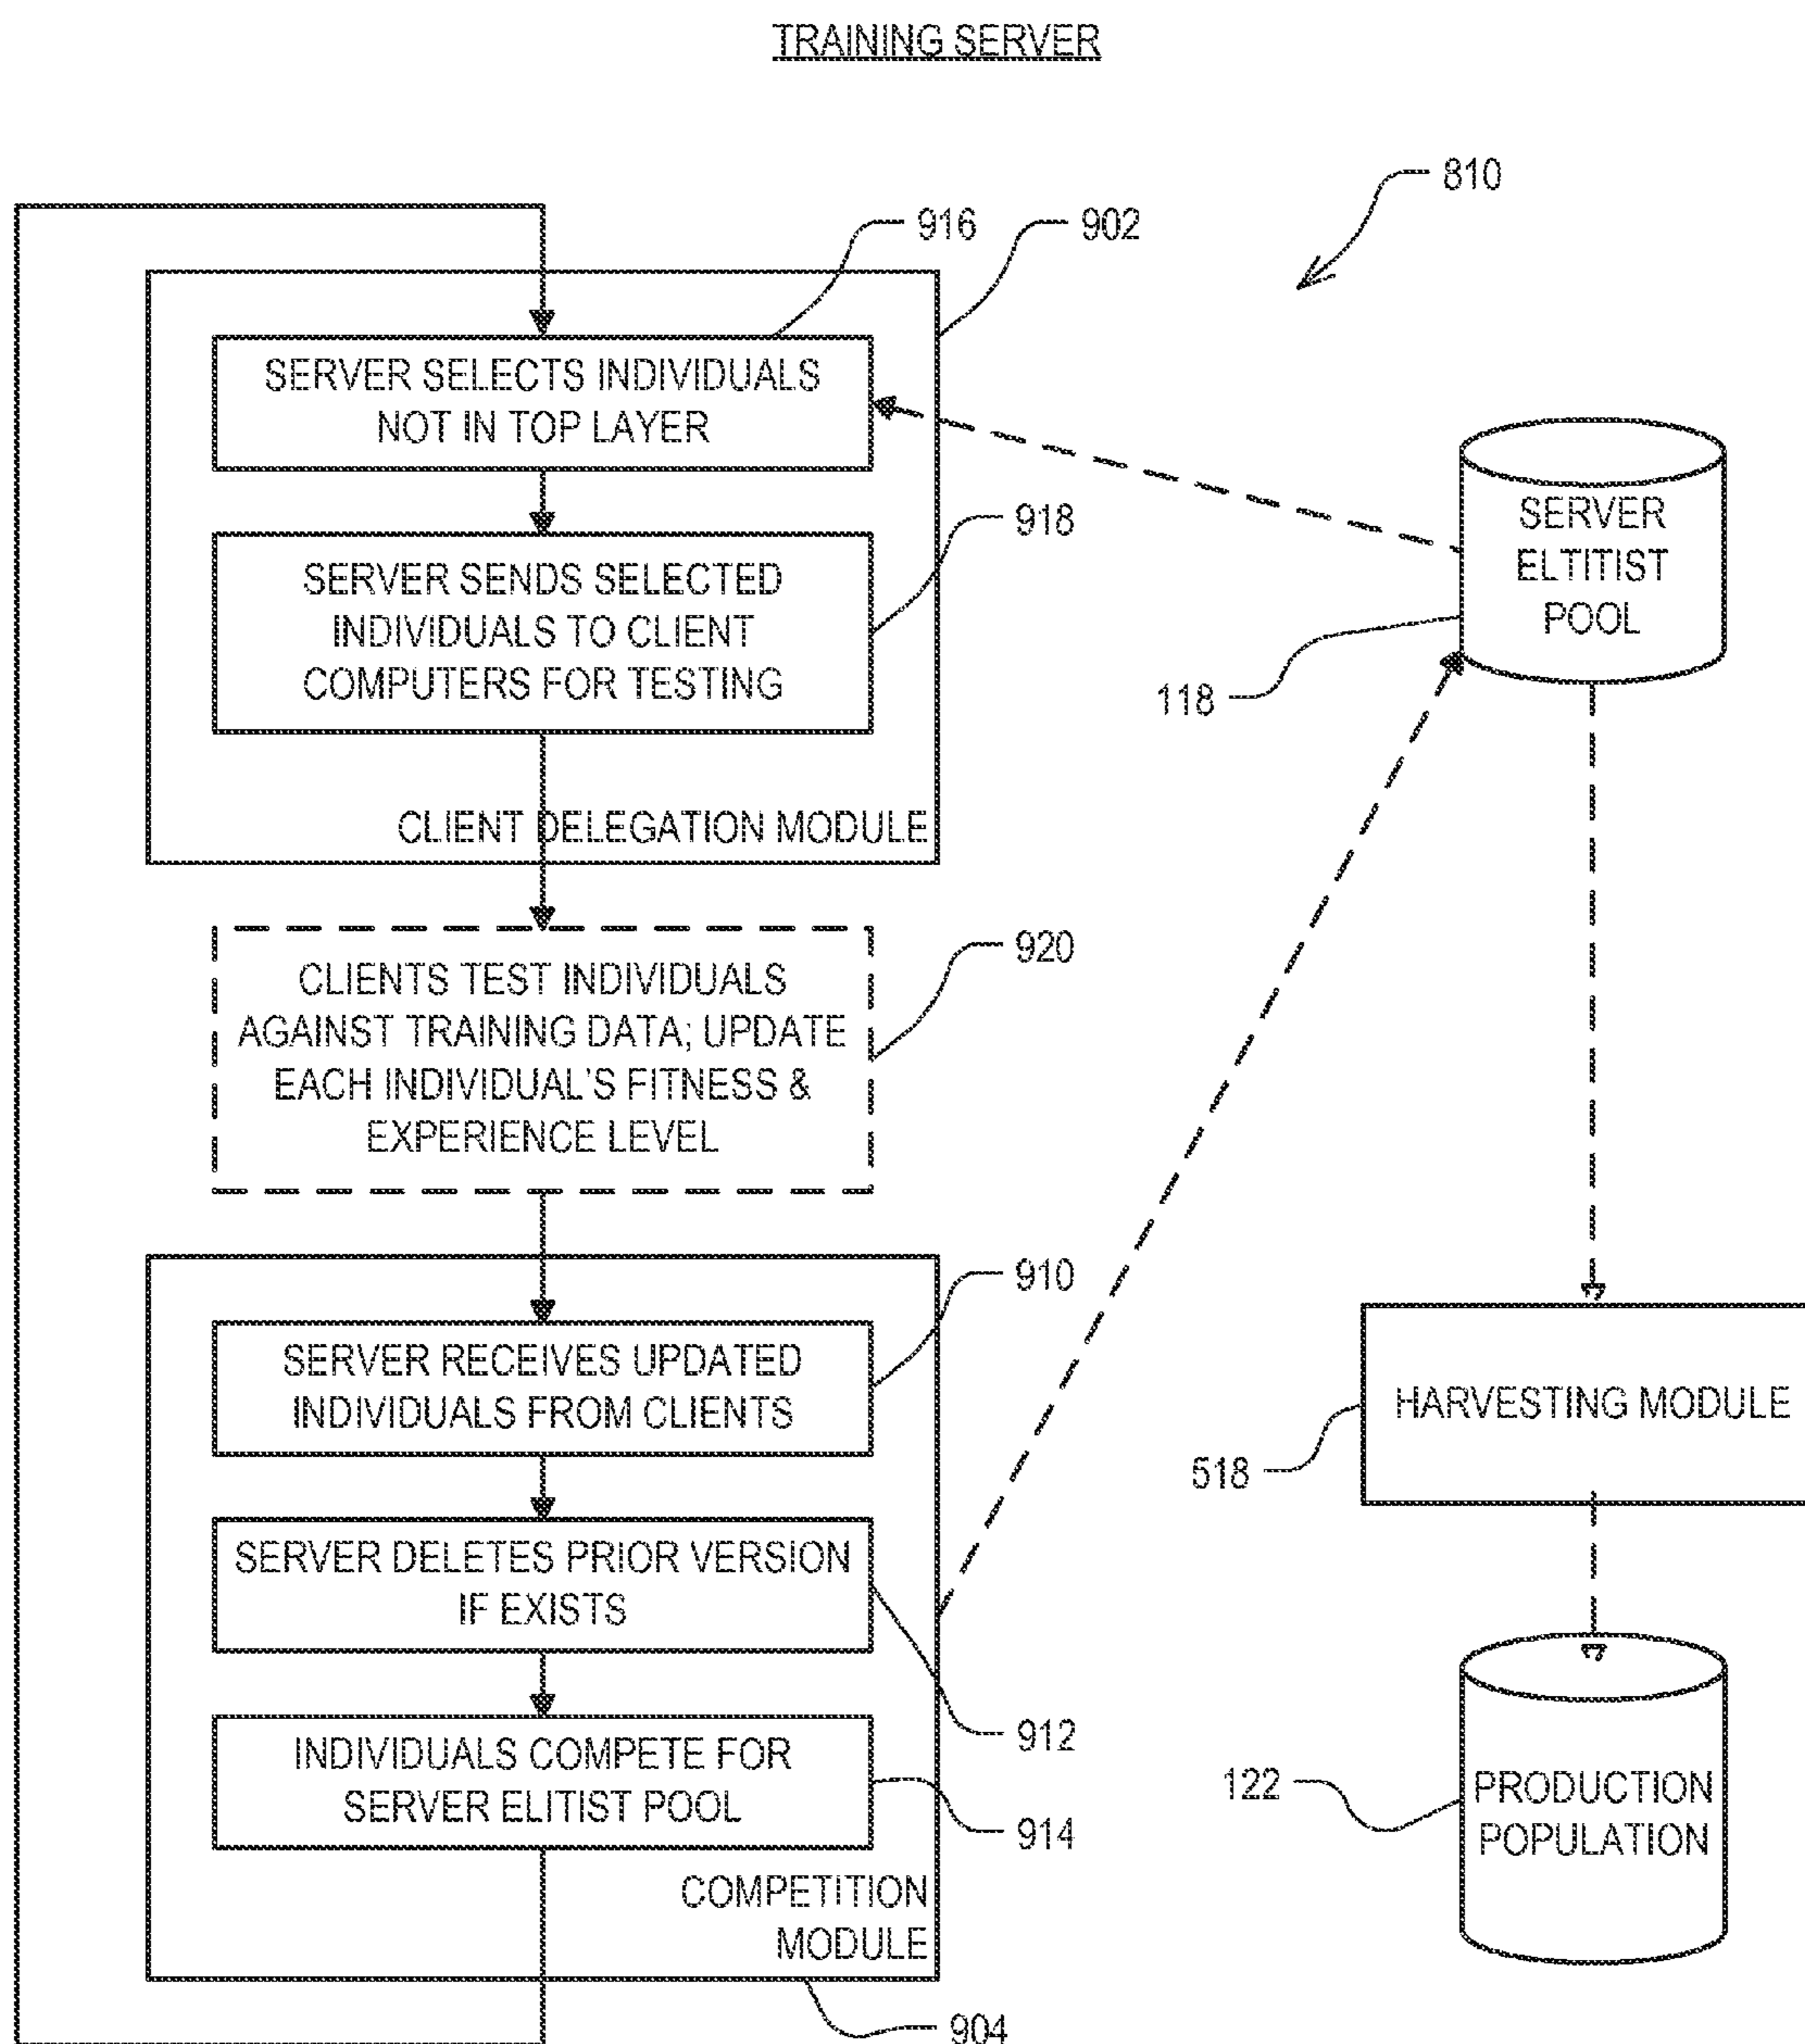 TRAINING SERVER
810
916
902
SERVER SELECTS INDIVIDUALS
NOT IN TOP LAYER
918
SERVER SENDS SELECTED
INDIVIDUALS TO CLIENT
COMPUTERS FOR TESTING
CLIENT DELEGATION MODULE
SERVER
ELTITIST
POOL
118
920
CLIENTS TEST INDIVIDUALS
AGAINST TRAINING DATA; UPDATE
EACH INDIVIDUAL'S FITNESS &
EXPERIENCE LEVEL
910
SERVER RECEIVES UPDATED
INDIVIDUALS FROM CLIENTS
HARVESTING MODULE
518
SERVER DELETES PRIOR VERSION
IF EXISTS
912
INDIVIDUALS COMPETE FOR
SERVER ELITIST POOL
914
122
PRODUCTION
POPULATION
COMPETITION
MODULE
904